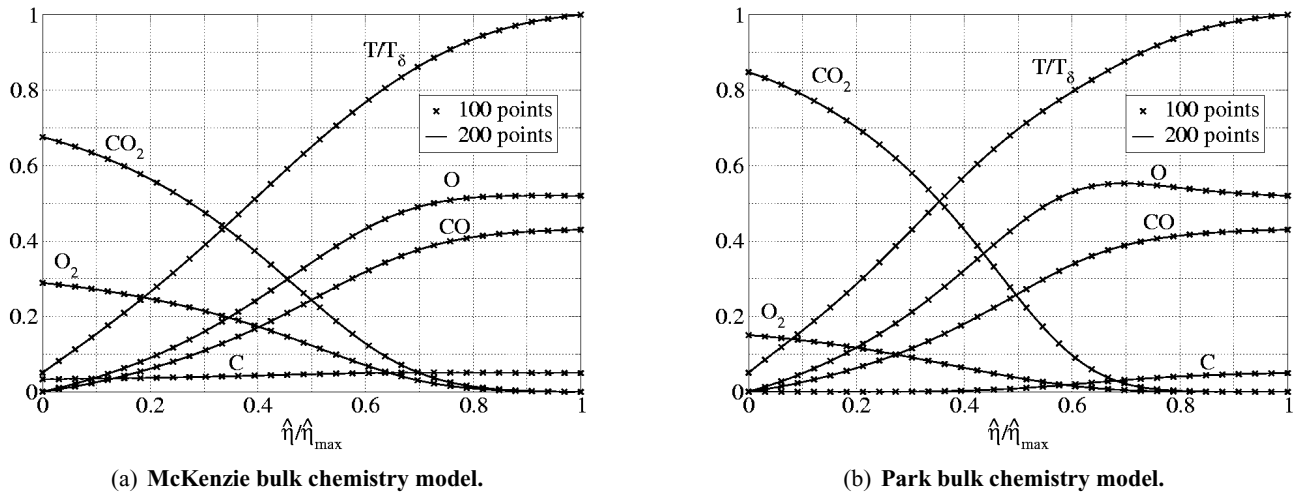 1
0.8
0.6
0.4
0.2
0
0
0.2
0.4
0.6
0.8
1
T/Tδ
CO2
O
CO
O2
C
× 100 points
— 200 points
η̂/η̂max
(a) McKenzie bulk chemistry model.
1
0.8
0.6
0.4
0.2
0
0
0.2
0.4
0.6
0.8
1
CO2
T/Tδ
O
CO
O2
C
× 100 points
— 200 points
η̂/η̂max
(b) Park bulk chemistry model.